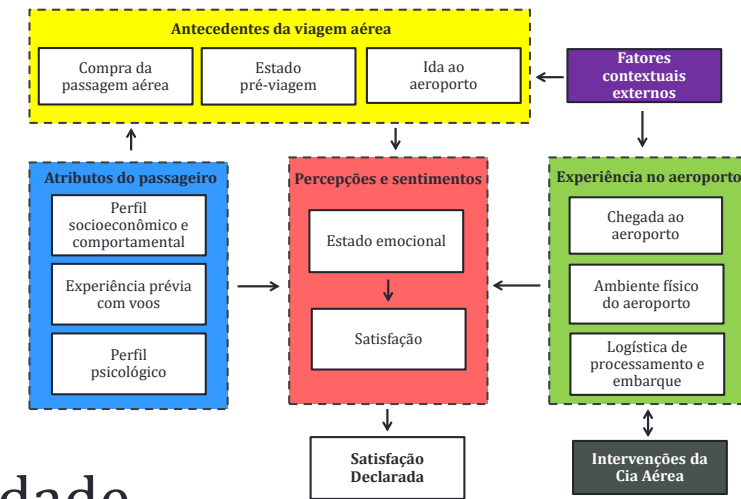 Antecedentes da viagem aérea
Compra da
passagem aérea
Estado
pré-viagem
Ida ao
aeroporto
Fatores
contextuais
externos
Atributos do passageiro
Perfil
socioeconômico e
comportamental
Experiência prévia
com voos
Perfil
psicológico
Percepções e sentimentos
Estado emocional
Satisfação
Experiência no aeroporto
Chegada ao
aeroporto
Ambiente físico
do aeroporto
Logística de
processamento e
embarque
Satisfação
Declarada
Intervenções da
Cia Aérea